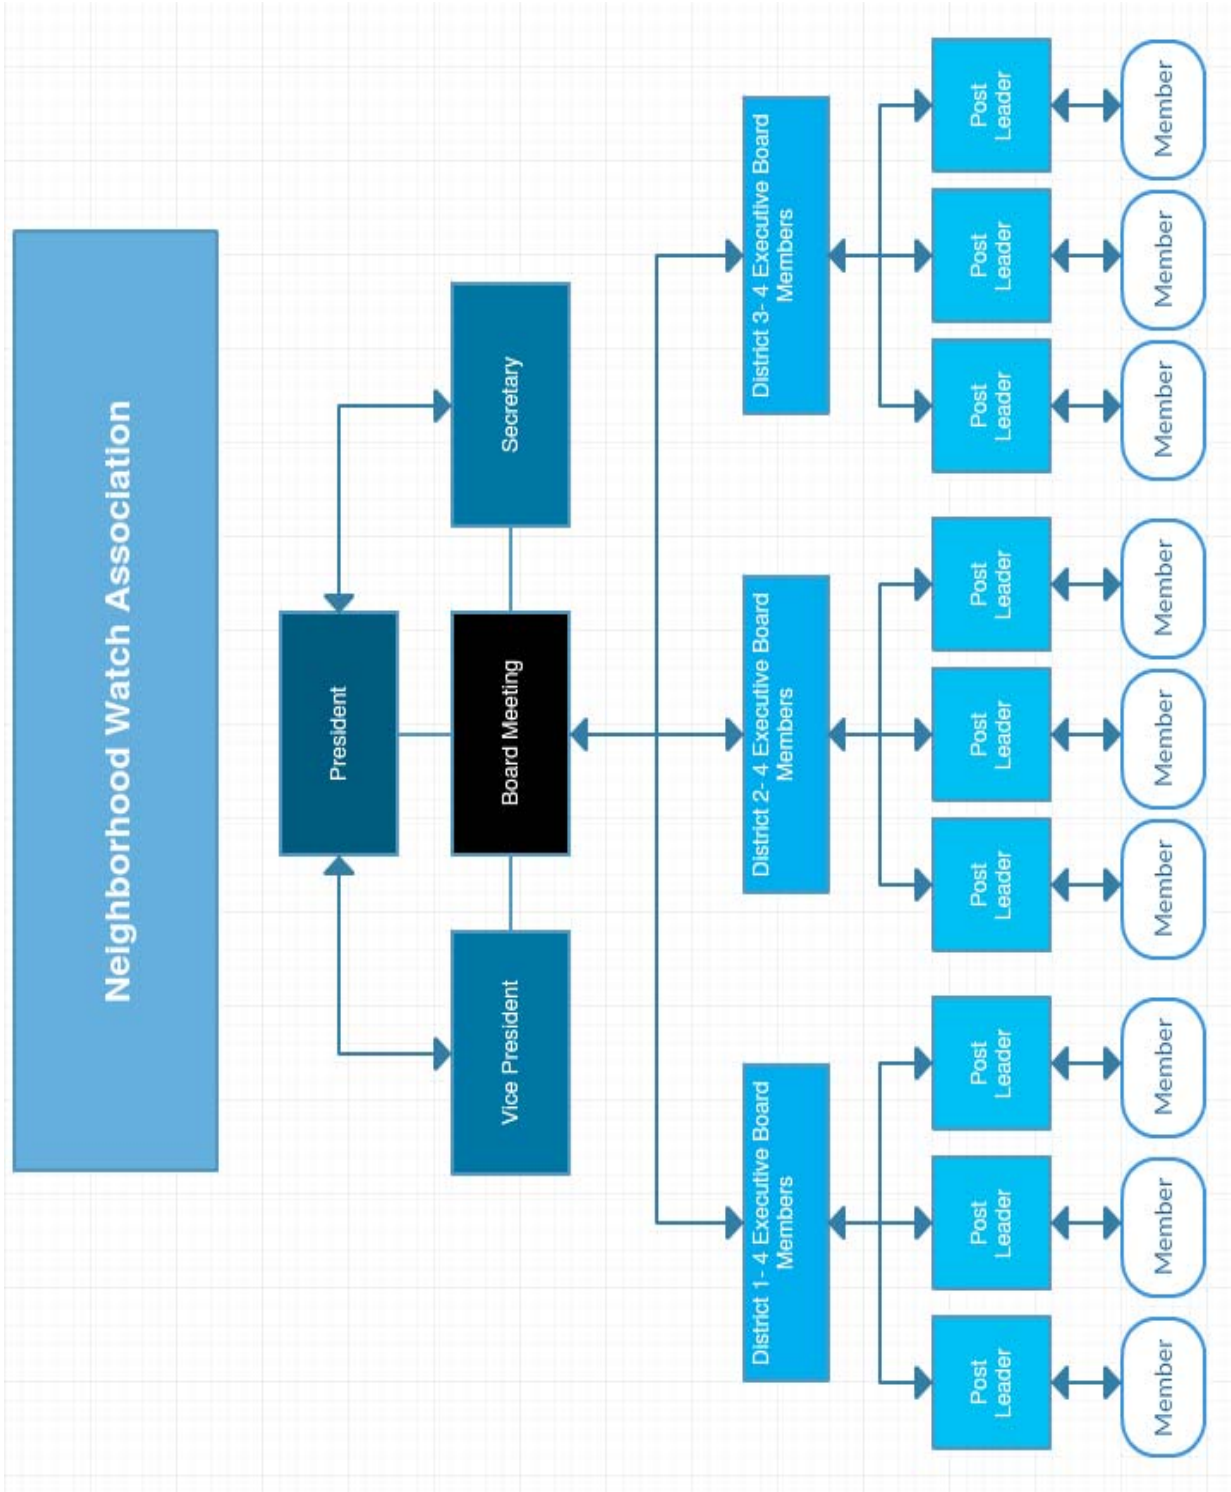 Neighborhood Watch Association
President
Vice President
Board Meeting
Secretary
District 1- 4 Executive Board
Members
District 2- 4 Executive Board
Members
District 3- 4 Executive Board
Members
Post
Leader
Post
Leader
Post
Leader
Post
Leader
Post
Leader
Post
Leader
Post
Leader
Post
Leader
Post
Leader
Member
Member
Member
Member
Member
Member
Member
Member
Member